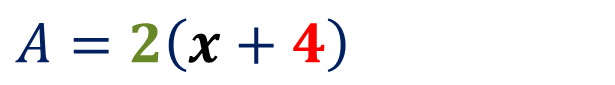 A = 2(x + 4)